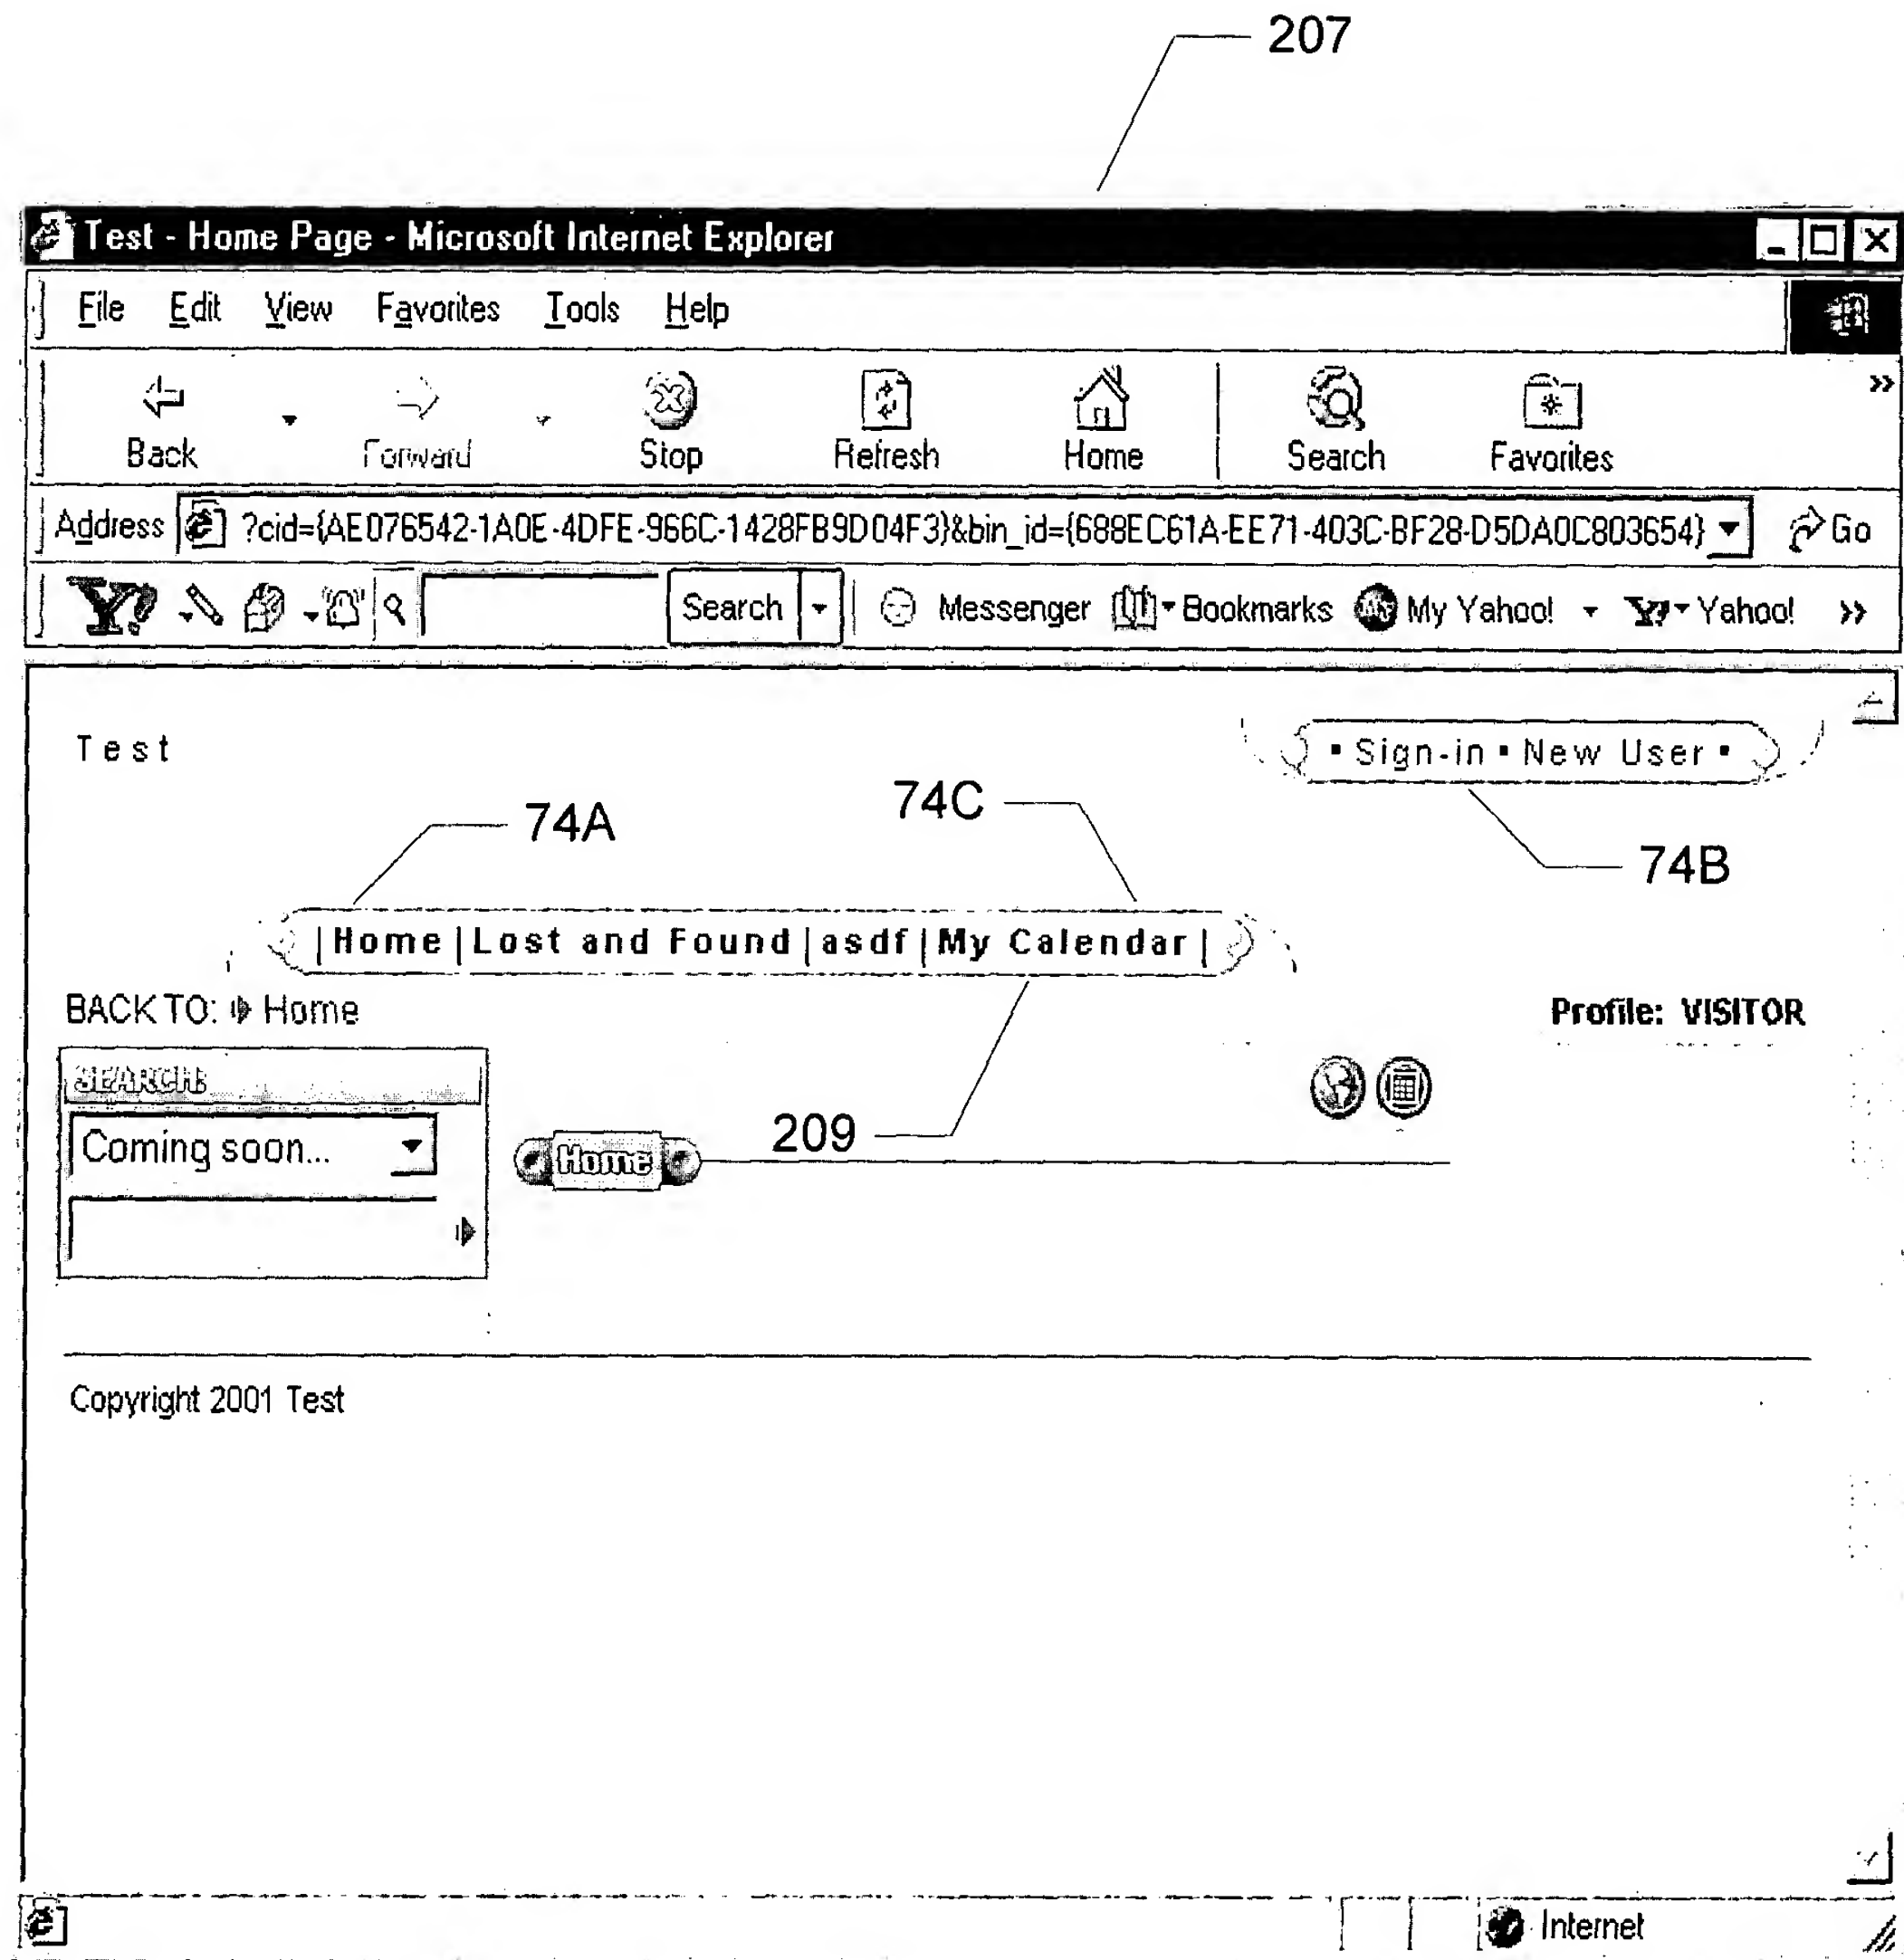 207
Test - Home Page - Microsoft Internet Explorer
File Edit View Favorites Tools Help
Back Forward Stop Refresh Home Search Favorites »
Address ?cid={AE076542-1A0E-4DFE-966C-1428FB9D04F3}&bin_id={688EC61A-EE71-403C-BF28-D5DA0C803654} Go
Y! Search Messenger Bookmarks My Yahoo! Y! Yahoo! »
Test
▪ Sign-in ▪ New User ▪
74A
74C
74B
|Home|Lost and Found|asdf|My Calendar|
BACK TO: Home
Profile: VISITOR
SEARCH:
Coming soon...
Home
209
Copyright 2001 Test
Internet